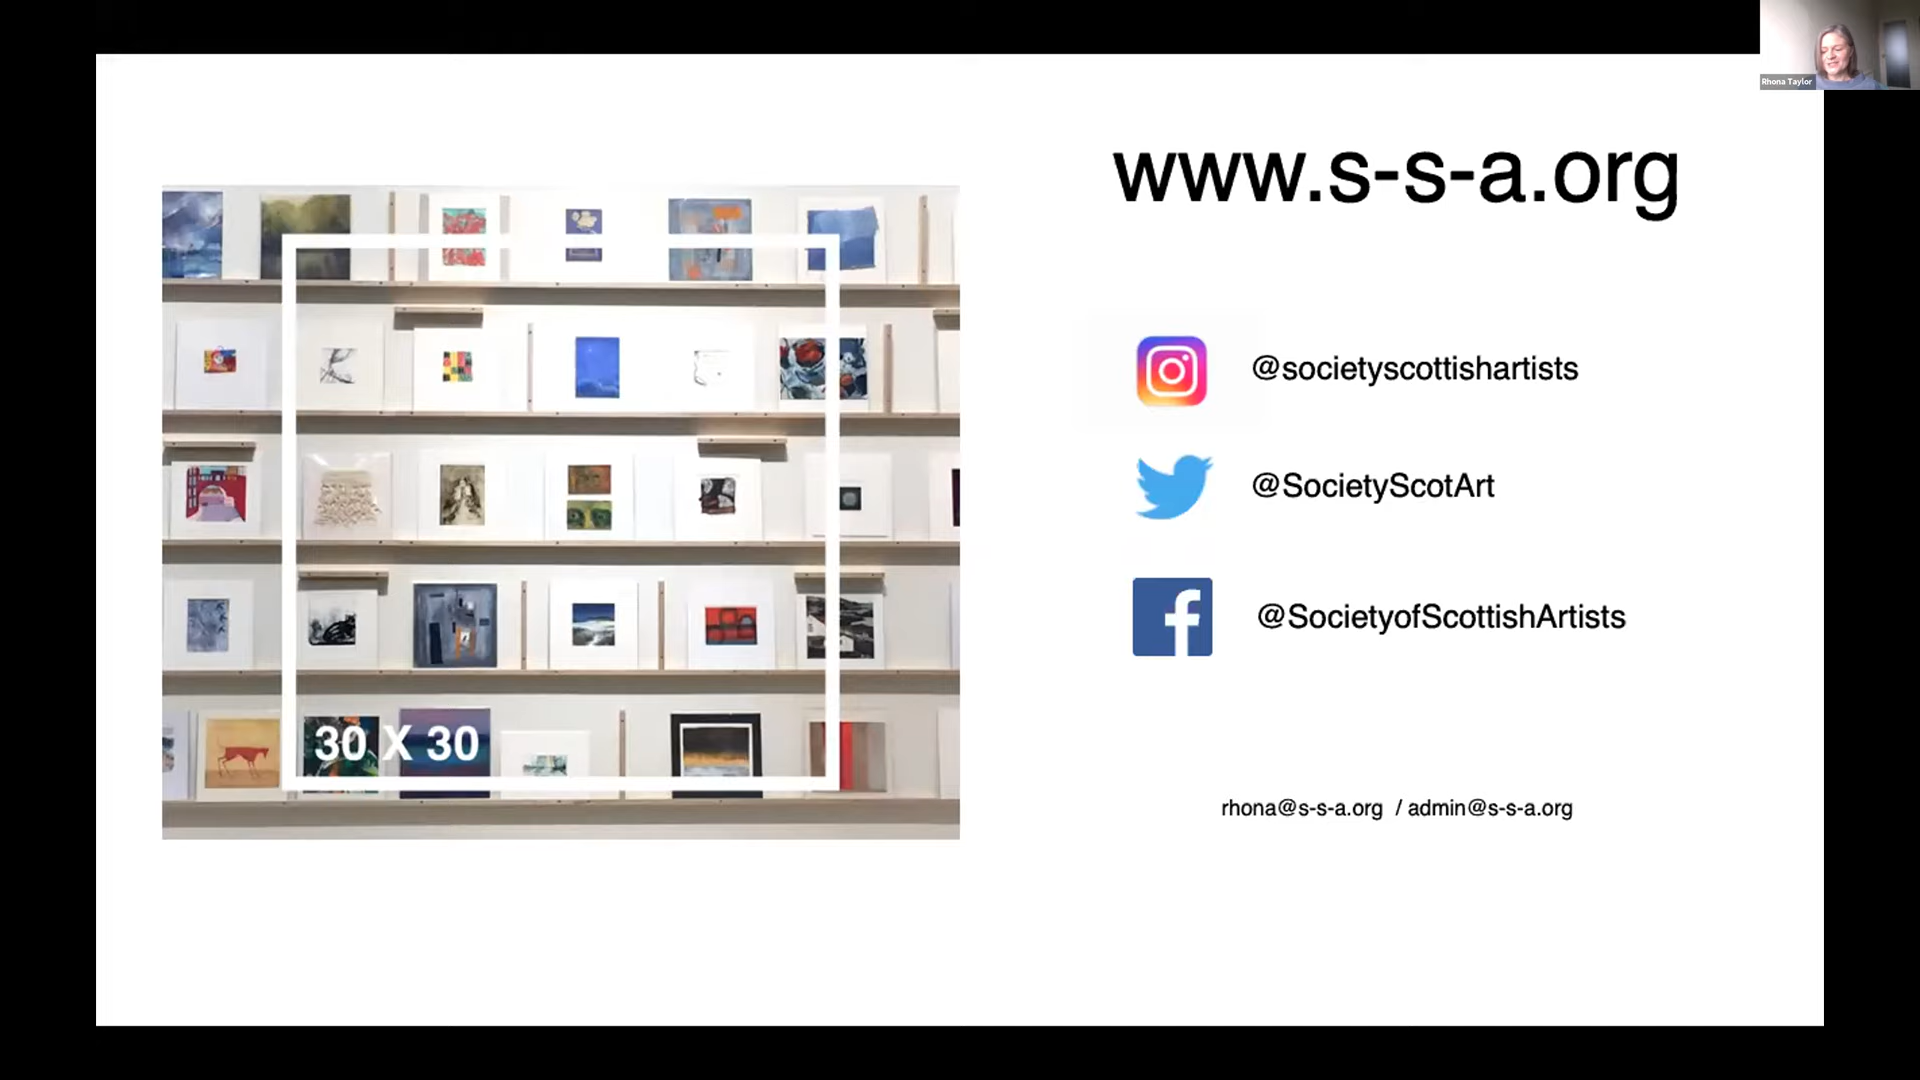 Rhona Taylor
www.s-s-a.org
@societyscottishartists
@SocietyScotArt
@SocietyofScottishArtists
30 X 30
rhona@s-s-a.org / admin@s-s-a.org